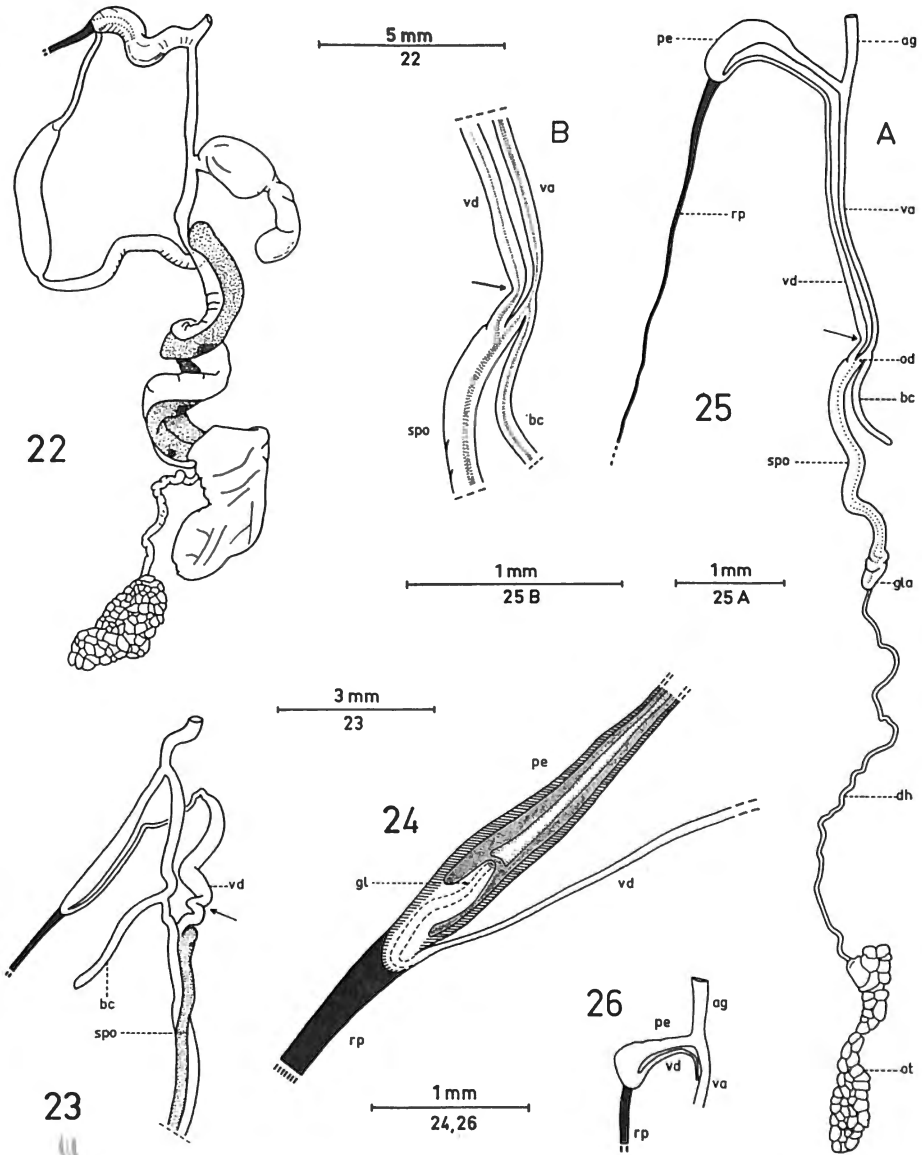 5 mm
22
22
B
vd
va
spo
bc
1 mm
25 B
pe
ag
A
rp
va
vd
od
bc
25
spo
1 mm
25 A
gla
dh
ot
3 mm
23
vd
bc
spo
23
24
pe
gl
vd
rp
1 mm
24, 26
26
pe
ag
vd
va
rp